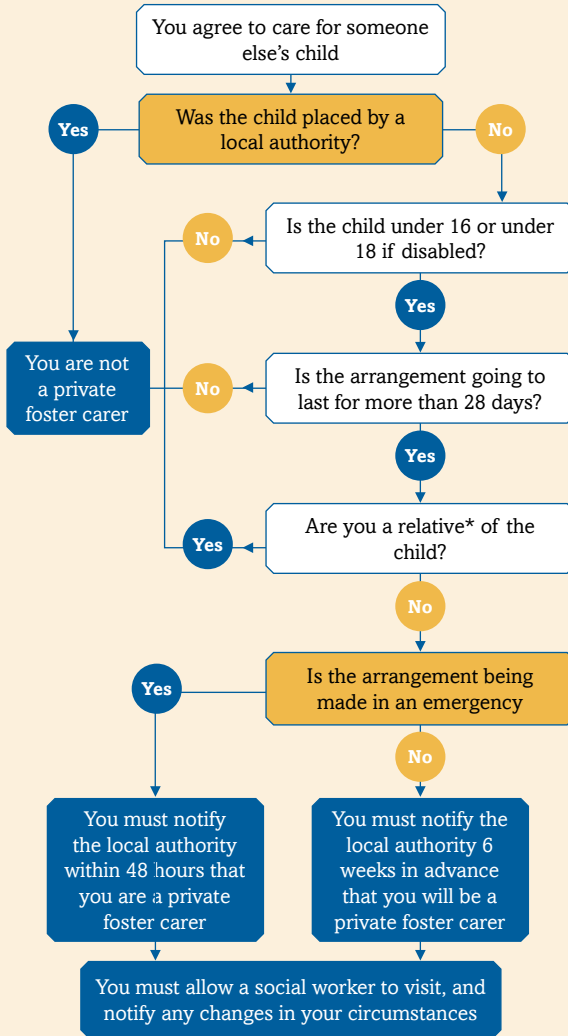 You agree to care for someone
else’s child
Yes
Was the child placed by a
local authority?
No
Is the child under 16 or under
18 if disabled?
No
Yes
You are not
a private
foster carer
No
Is the arrangement going to
last for more than 28 days?
Yes
Yes
Are you a relative* of the
child?
No
Yes
Is the arrangement being
made in an emergency
No
You must notify
the local authority
within 48 hours that
you are a private
foster carer
You must notify the
local authority 6
weeks in advance
that you will be a
private foster carer
You must allow a social worker to visit, and
notify any changes in your circumstances